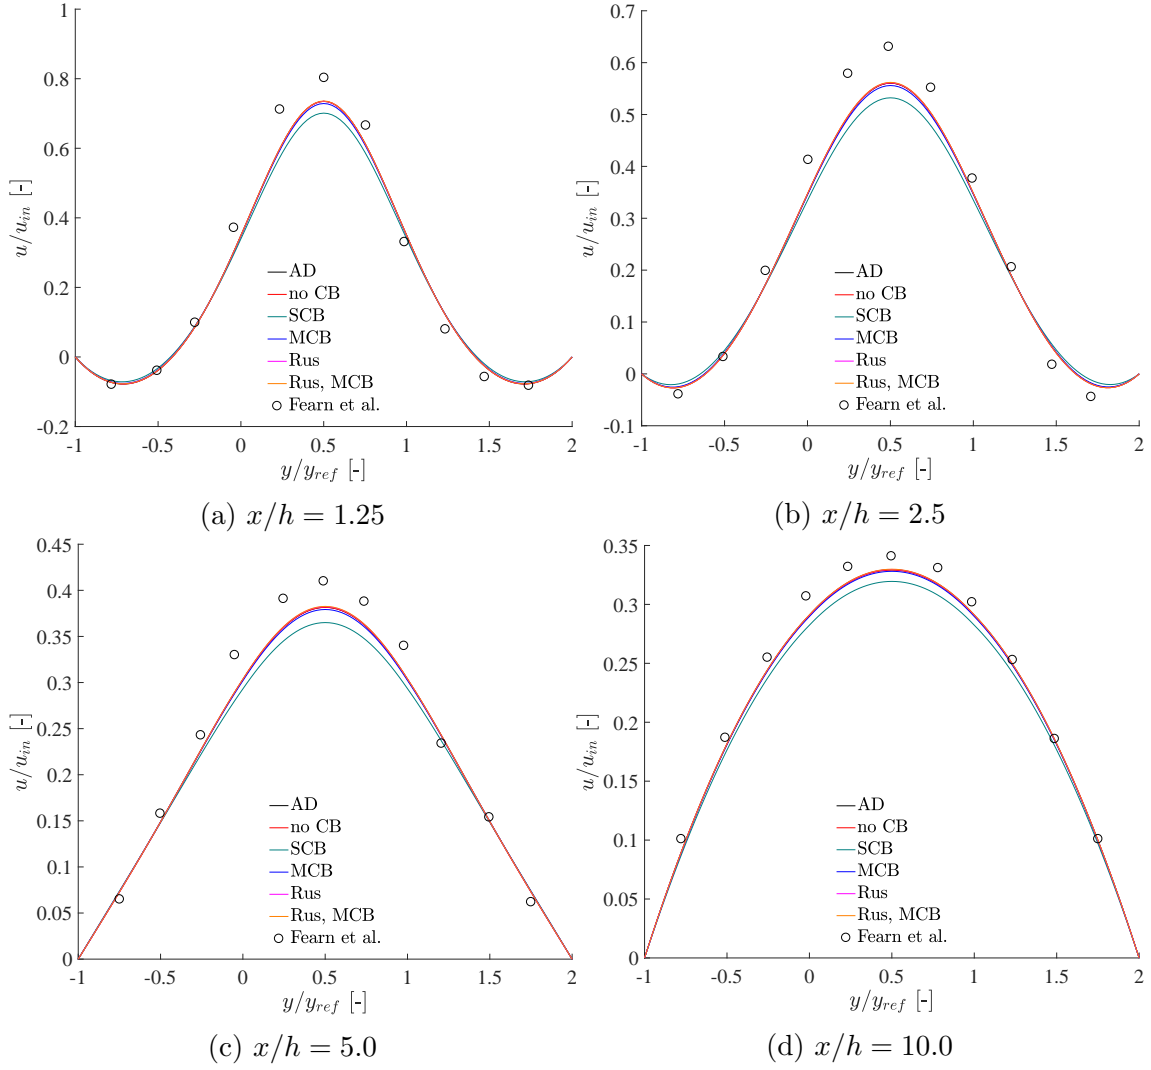 1
0.8
0.6
0.4
0.2
0
-0.2
u/u_in [-]
-1 -0.5 0 0.5 1 1.5 2
y/y_ref [-]
AD
no CB
SCB
MCB
Rus
Rus, MCB
Fearn et al.
(a) x/h = 1.25
0.7
0.6
0.5
0.4
0.3
0.2
0.1
0
-0.1
u/u_in [-]
-1 -0.5 0 0.5 1 1.5 2
y/y_ref [-]
AD
no CB
SCB
MCB
Rus
Rus, MCB
Fearn et al.
(b) x/h = 2.5
0.45
0.4
0.35
0.3
0.25
0.2
0.15
0.1
0.05
0
u/u_in [-]
-1 -0.5 0 0.5 1 1.5 2
y/y_ref [-]
AD
no CB
SCB
MCB
Rus
Rus, MCB
Fearn et al.
(c) x/h = 5.0
0.35
0.3
0.25
0.2
0.15
0.1
0.05
0
u/u_in [-]
-1 -0.5 0 0.5 1 1.5 2
y/y_ref [-]
AD
no CB
SCB
MCB
Rus
Rus, MCB
Fearn et al.
(d) x/h = 10.0